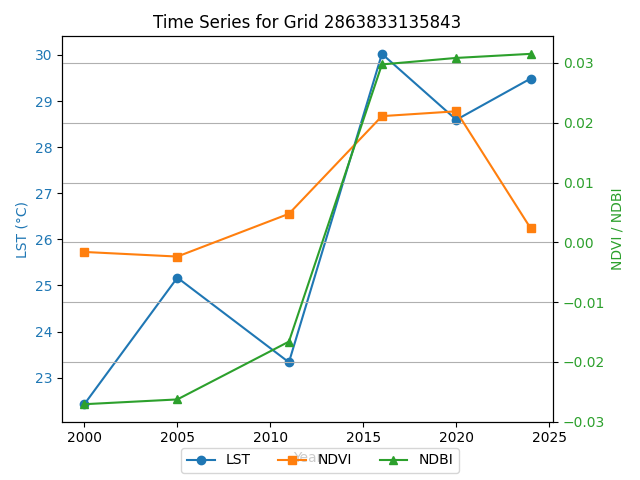 Time Series for Grid 2863833135843
30
29
28
27
26
25
24
23
LST (°C)
0.03
0.02
0.01
0.00
−0.01
−0.02
−0.03
NDVI / NDBI
2000 2005 2010 2015 2020 2025
Year
LST NDVI NDBI